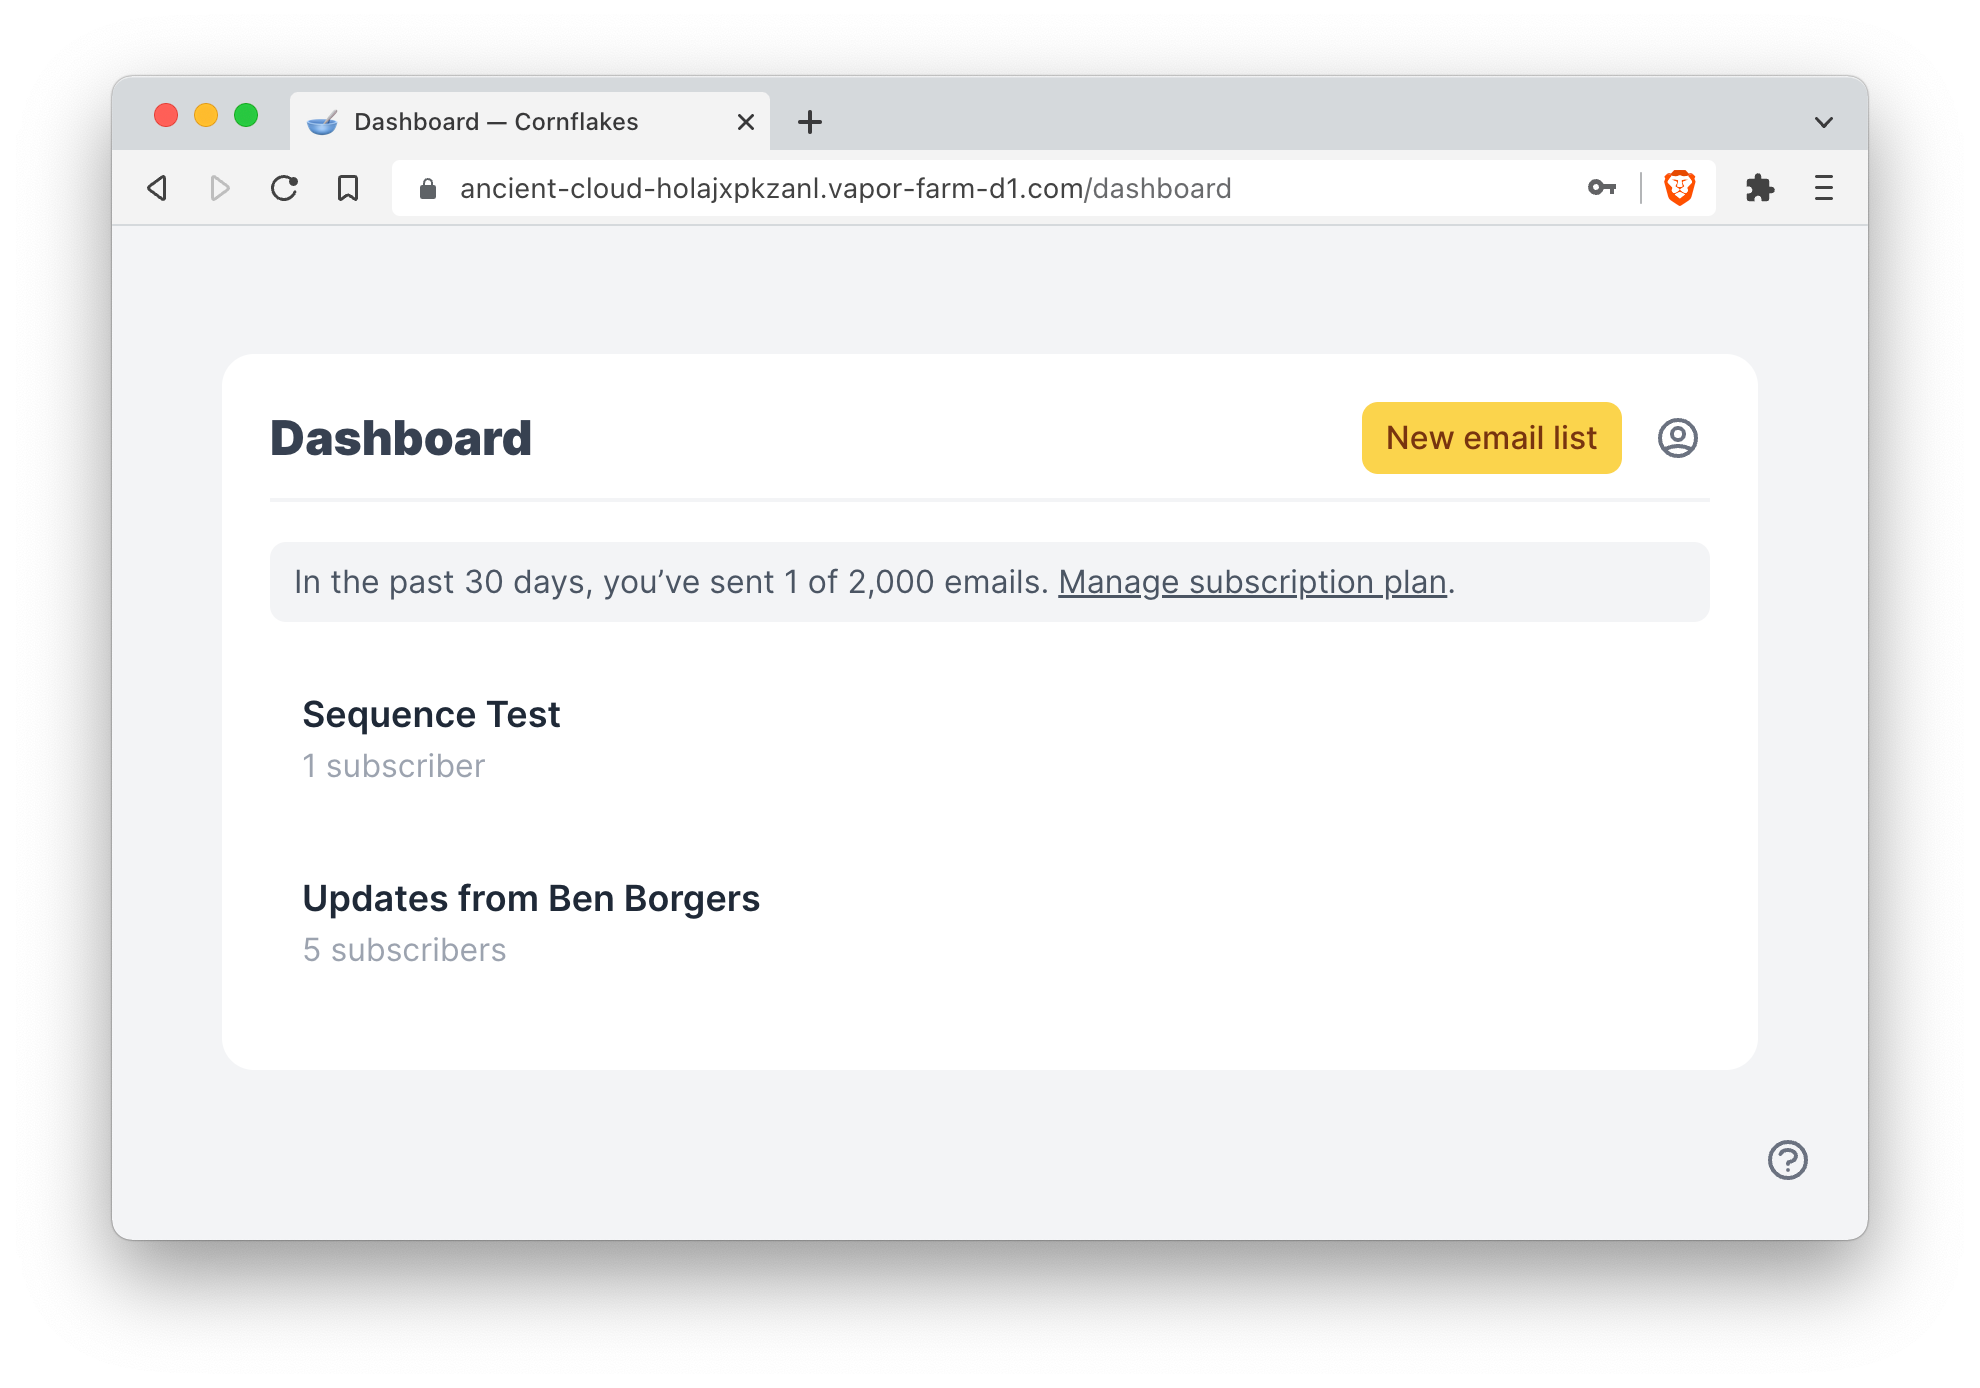 Dashboard — Cornflakes
ancient-cloud-holajxpkzanl.vapor-farm-d1.com/dashboard
Dashboard
New email list
In the past 30 days, you’ve sent 1 of 2,000 emails. Manage subscription plan.
Sequence Test
1 subscriber
Updates from Ben Borgers
5 subscribers